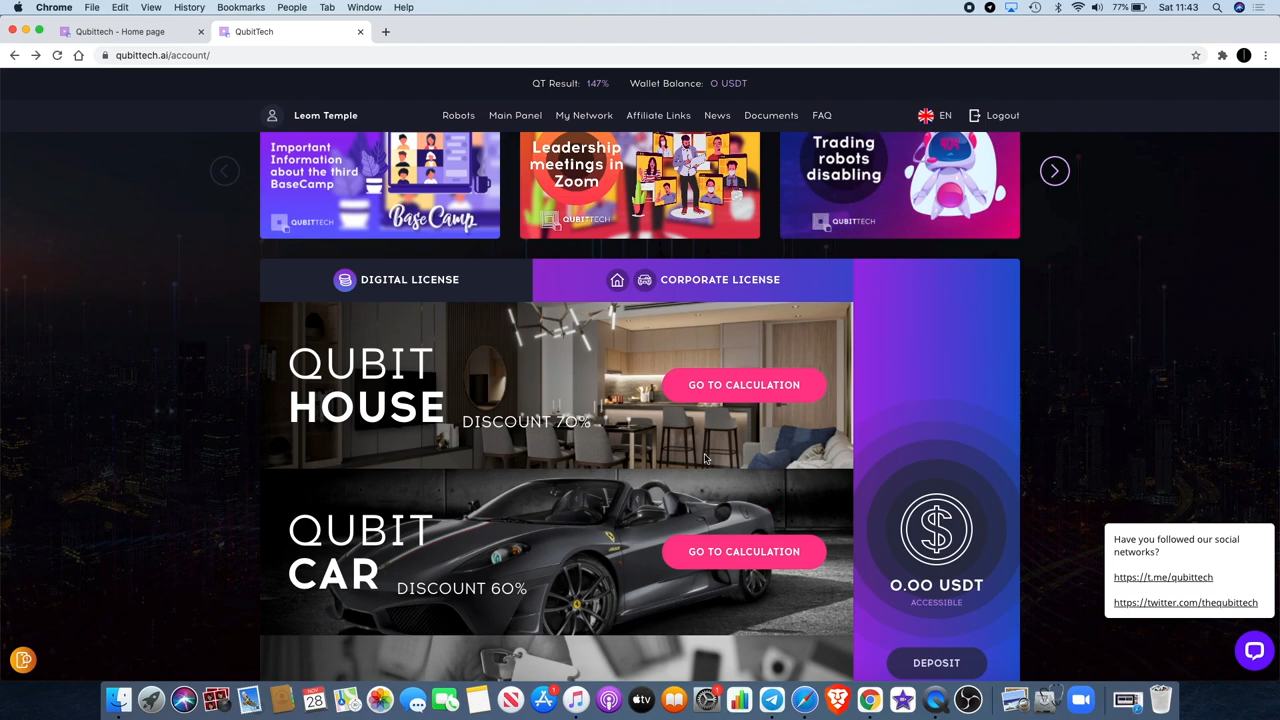 Chrome File Edit View History Bookmarks People Tab Window Help 77% Sat 11:43
Qubittech - Home page QubitTech
qubittech.ai/account/
QT Result: 147% Wallet Balance: 0 USDT
Leom Temple Robots Main Panel My Network Affiliate Links News Documents FAQ EN Logout
Important
Information
about the third
BaseCamp
BaseCamp
QUBITTECH
Leadership
meetings in
Zoom
QUBITTECH
Trading
robots
disabling
QUBITTECH
DIGITAL LICENSE CORPORATE LICENSE
QUBIT
HOUSE DISCOUNT 70%
GO TO CALCULATION
QUBIT
CAR DISCOUNT 60%
GO TO CALCULATION
0.00 USDT
ACCESSIBLE
DEPOSIT
Have you followed our social
networks?
https://t.me/qubittech
https://twitter.com/thequbittech
NOV
28
tv
1
1